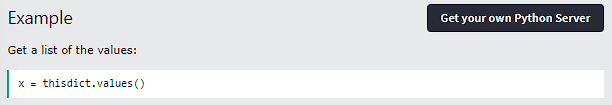 Example
Get your own Python Server
Get a list of the values:
x = thisdict.values()